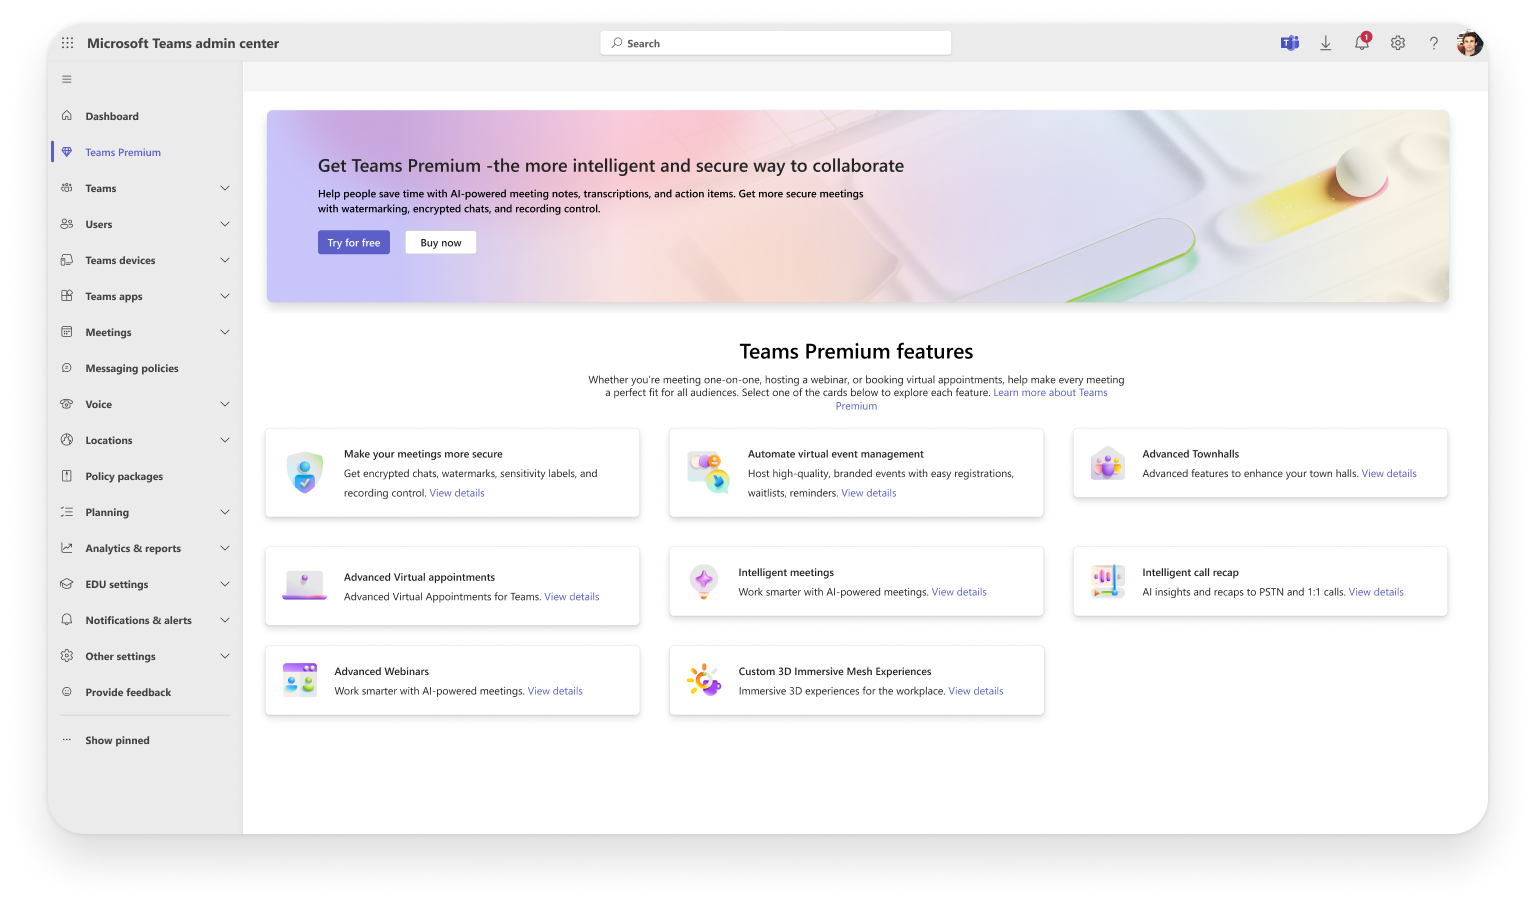 Microsoft Teams admin center
Search
1
Dashboard
Teams Premium
Teams
Users
Teams devices
Teams apps
Meetings
Messaging policies
Voice
Locations
Policy packages
Planning
Analytics & reports
EDU settings
Notifications & alerts
Other settings
Provide feedback
Show pinned
Get Teams Premium -the more intelligent and secure way to collaborate
Help people save time with AI-powered meeting notes, transcriptions, and action items. Get more secure meetings
with watermarking, encrypted chats, and recording control.
Try for free
Buy now
Teams Premium features
Whether you're meeting one-on-one, hosting a webinar, or booking virtual appointments, help make every meeting
a perfect fit for all audiences. Select one of the cards below to explore each feature. Learn more about Teams
Premium
Make your meetings more secure
Get encrypted chats, watermarks, sensitivity labels, and
recording control. View details
Automate virtual event management
Host high-quality, branded events with easy registrations,
waitlists, reminders. View details
Advanced Townhalls
Advanced features to enhance your town halls. View details
Advanced Virtual appointments
Advanced Virtual Appointments for Teams. View details
Intelligent meetings
Work smarter with AI-powered meetings. View details
Intelligent call recap
AI insights and recaps to PSTN and 1:1 calls. View details
Advanced Webinars
Work smarter with AI-powered meetings. View details
Custom 3D Immersive Mesh Experiences
Immersive 3D experiences for the workplace. View details